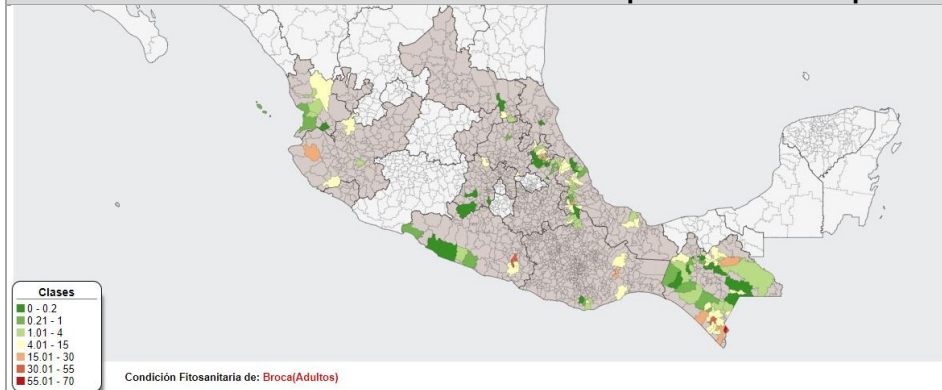 Clases
0 - 0.2
0.21 - 1
1.01 - 4
4.01 - 15
15.01 - 30
30.01 - 55
55.01 - 70
Condición Fitosanitaria de: Broca(Adultos)